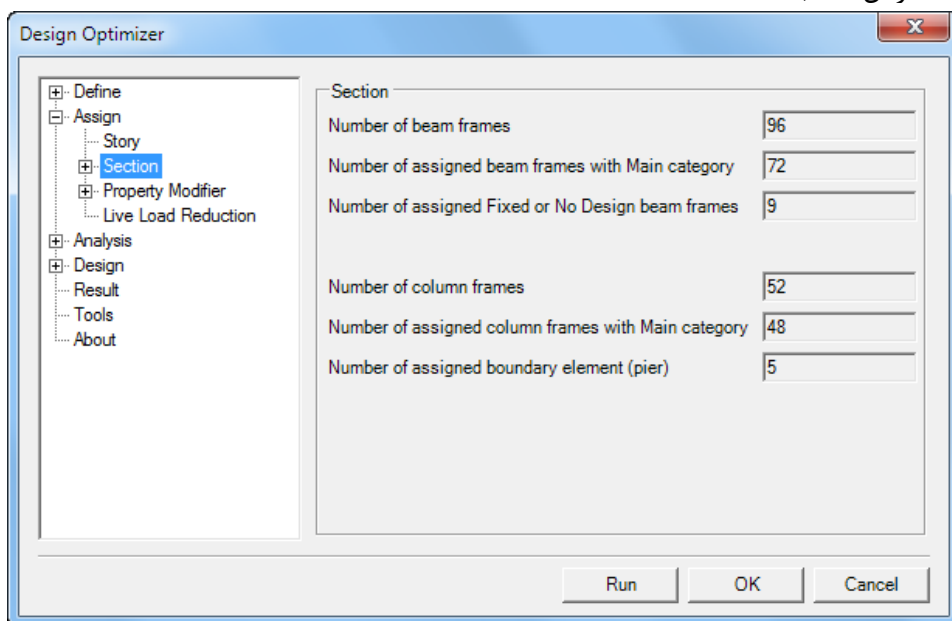 Design Optimizer
Define
Assign
Story
Section
Property Modifier
Live Load Reduction
Analysis
Design
Result
Tools
About
Section
Number of beam frames 96
Number of assigned beam frames with Main category 72
Number of assigned Fixed or No Design beam frames 9
Number of column frames 52
Number of assigned column frames with Main category 48
Number of assigned boundary element (pier) 5
Run OK Cancel